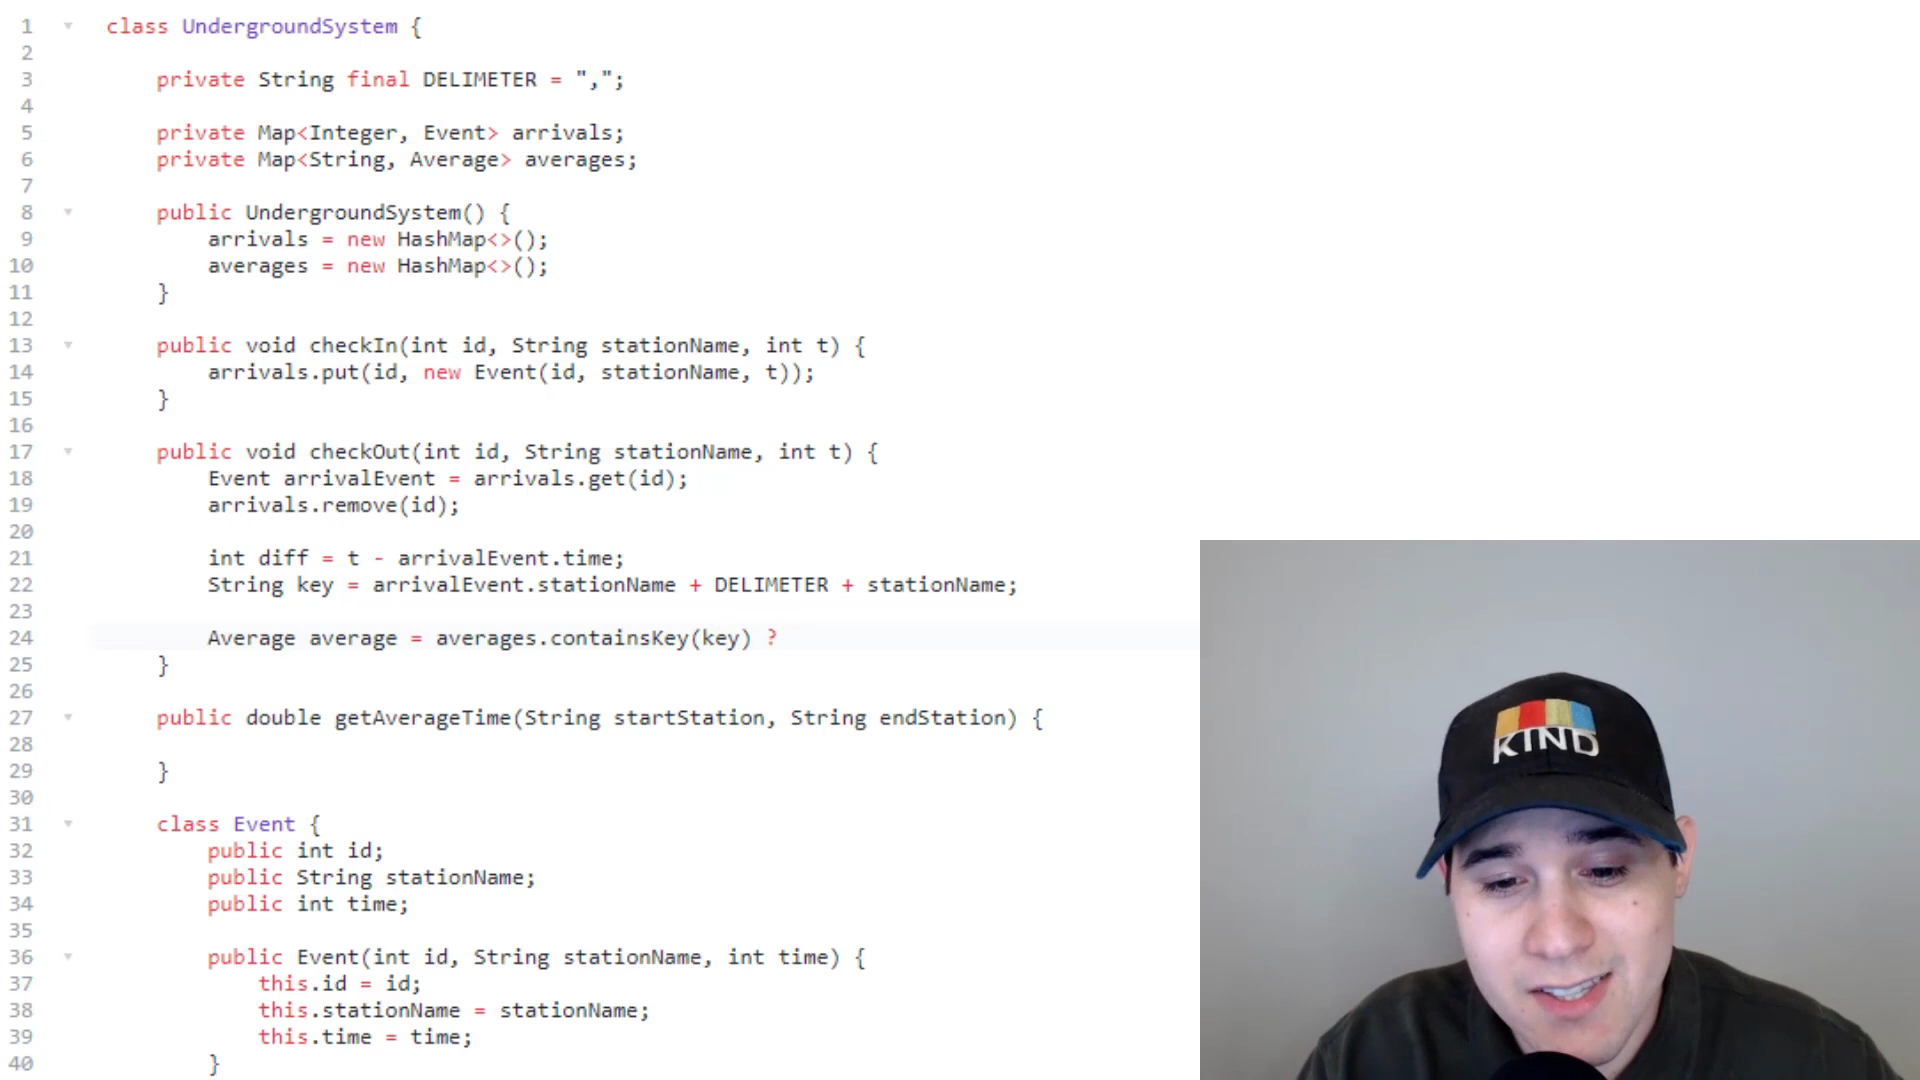 1 class UndergroundSystem {
2
3 private String final DELIMETER = ",";
4
5 private Map<Integer, Event> arrivals;
6 private Map<String, Average> averages;
7
8 public UndergroundSystem() {
9 arrivals = new HashMap<>();
10 averages = new HashMap<>();
11 }
12
13 public void checkIn(int id, String stationName, int t) {
14 arrivals.put(id, new Event(id, stationName, t));
15 }
16
17 public void checkOut(int id, String stationName, int t) {
18 Event arrivalEvent = arrivals.get(id);
19 arrivals.remove(id);
20
21 int diff = t - arrivalEvent.time;
22 String key = arrivalEvent.stationName + DELIMETER + stationName;
23
24 Average average = averages.containsKey(key) ?
25 }
26
27 public double getAverageTime(String startStation, String endStation) {
28
29 }
30
31 class Event {
32 public int id;
33 public String stationName;
34 public int time;
35
36 public Event(int id, String stationName, int time) {
37 this.id = id;
38 this.stationName = stationName;
39 this.time = time;
40 }
KIND